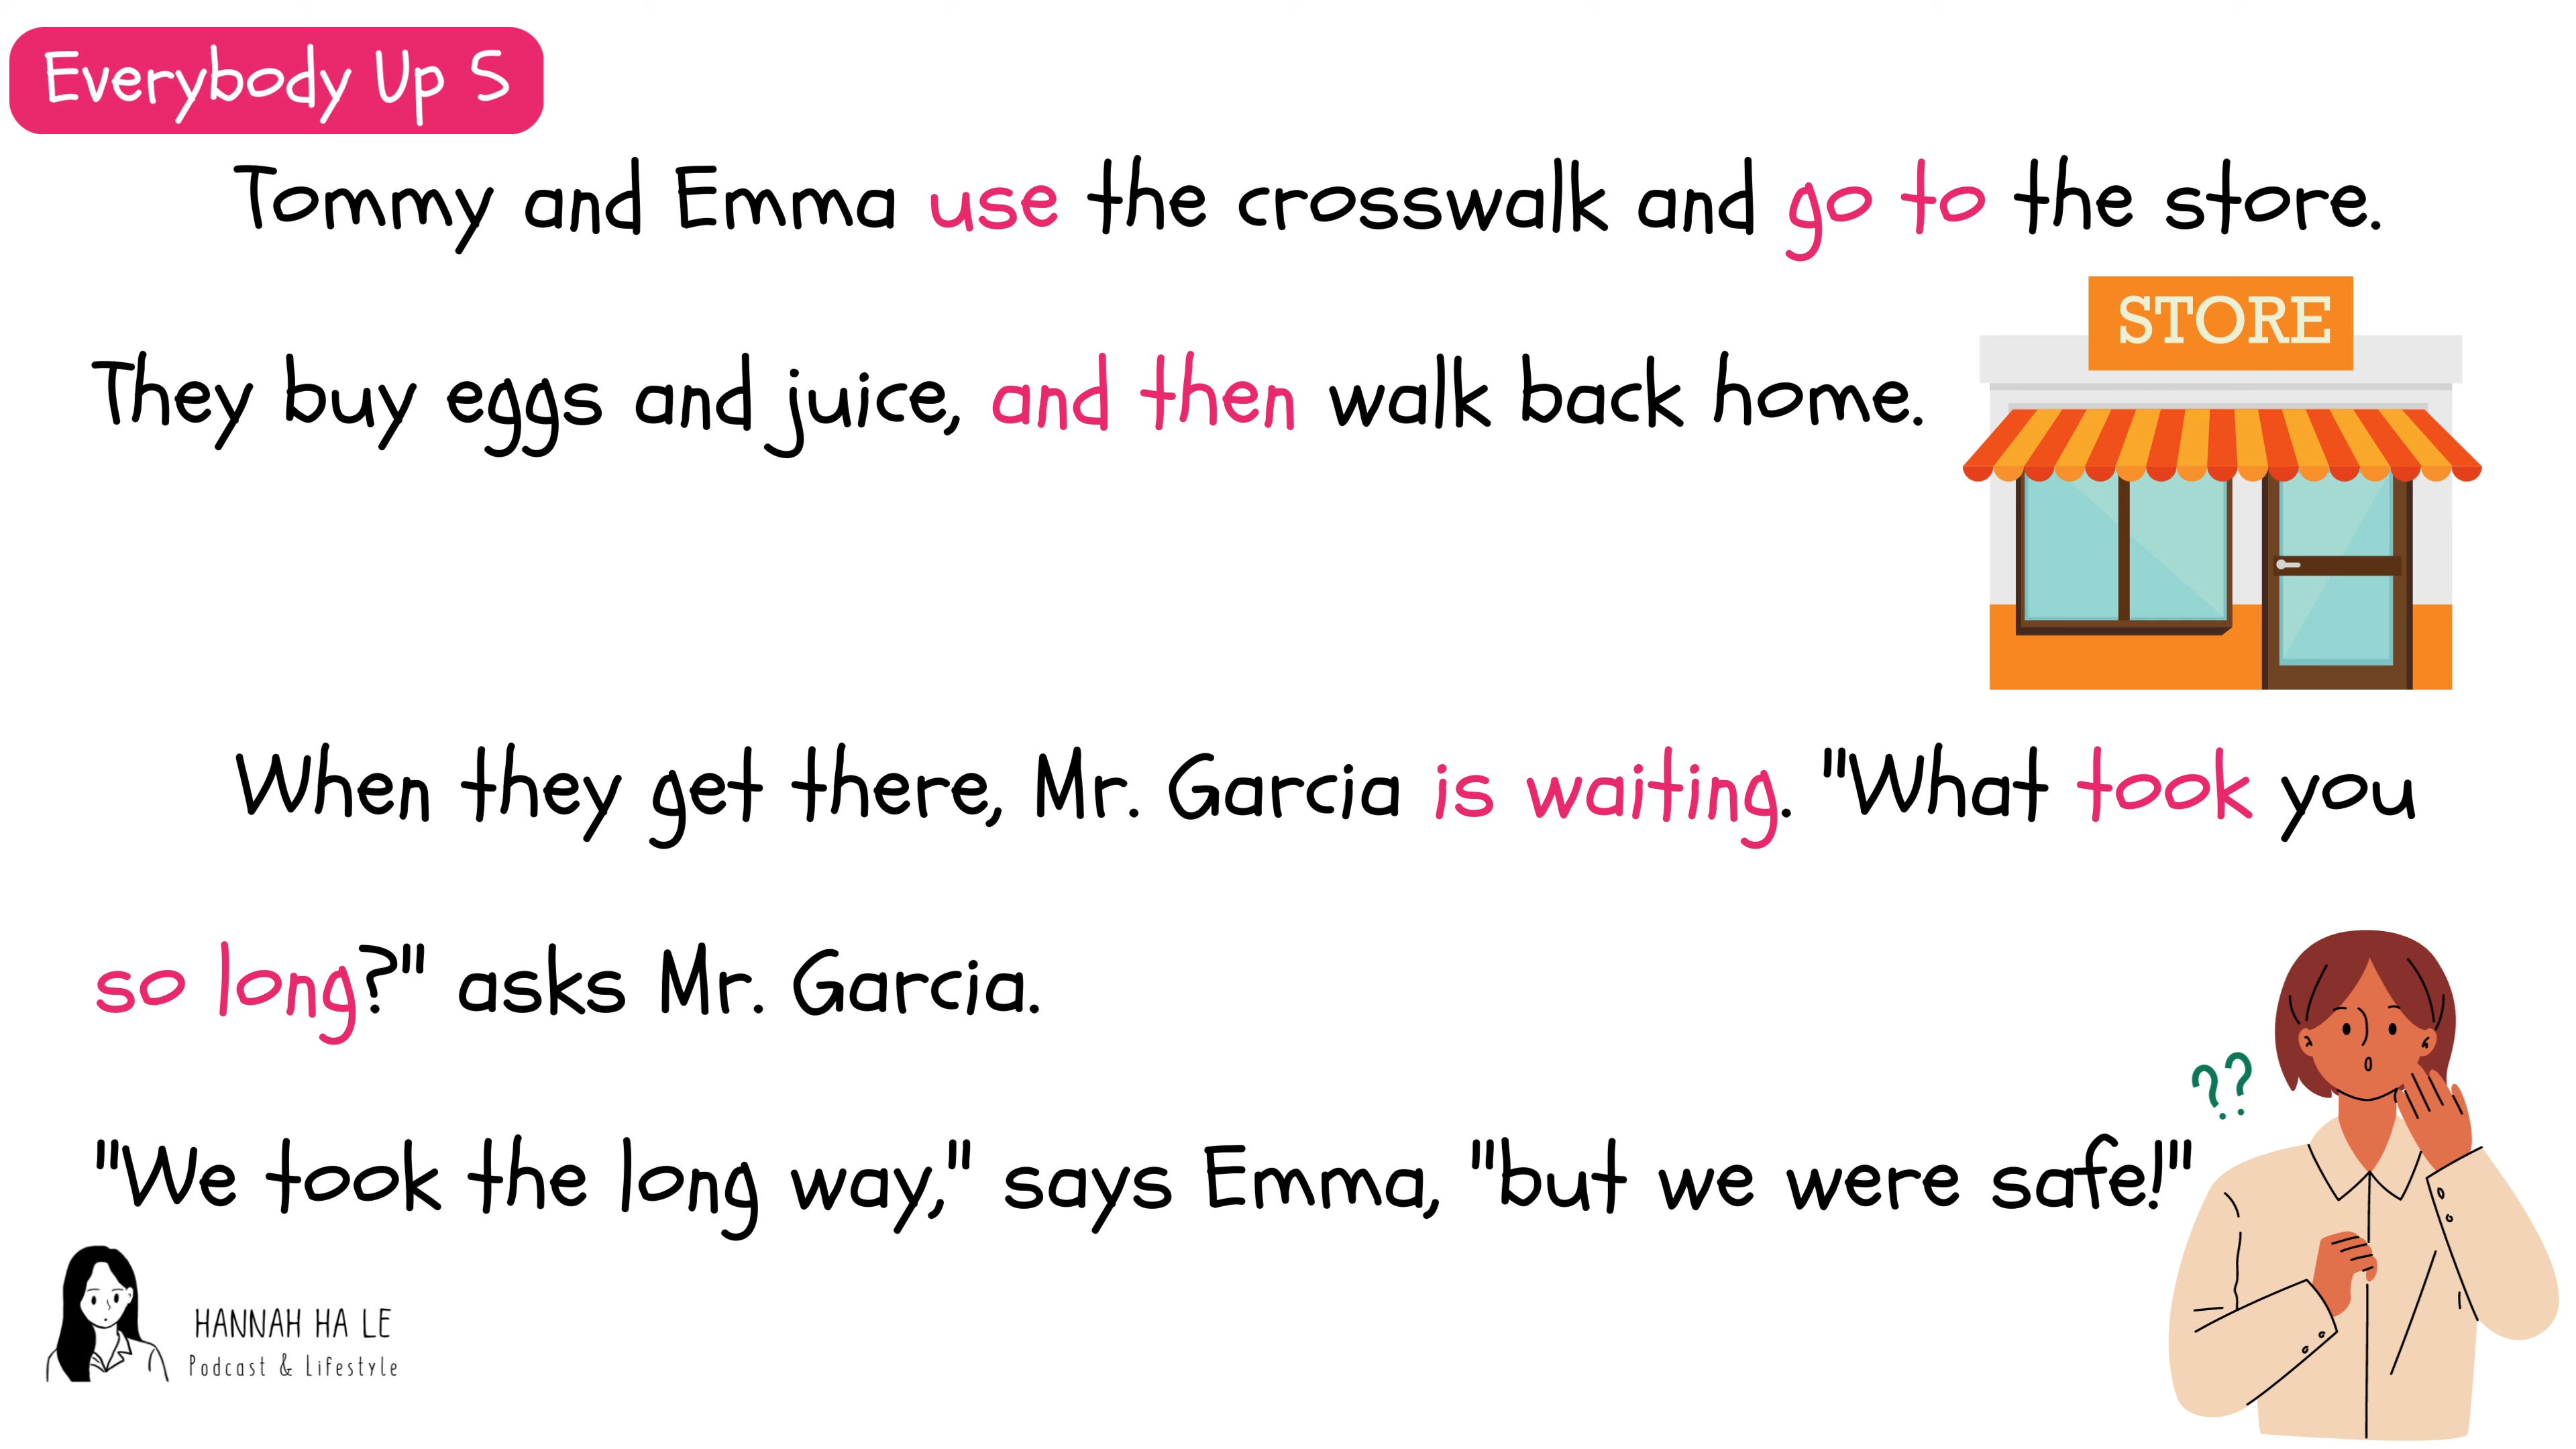 Everybody Up 5
Tommy and Emma use the crosswalk and go to the store.
STORE
They buy eggs and juice, and then walk back home.
When they get there, Mr. Garcia is waiting. "What took you
so long?" asks Mr. Garcia.
??
"We took the long way," says Emma, "but we were safe!"
HANNAH HA LE
Podcast & Lifestyle